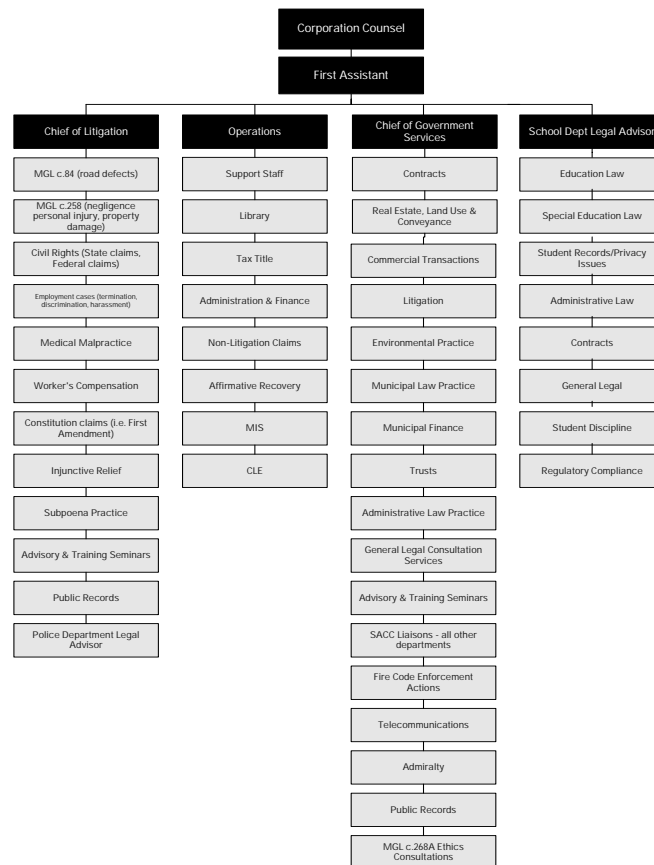 Corporation Counsel
First Assistant
Chief of Litigation
MGL c.84 (road defects)
MGL c.258 (negligence
personal injury, property
damage)
Civil Rights (State claims,
Federal claims)
Employment cases (termination,
discrimination, harassment)
Medical Malpractice
Worker's Compensation
Constitution claims (i.e. First
Amendment)
Injunctive Relief
Subpoena Practice
Advisory & Training Seminars
Public Records
Police Department Legal
Advisor
Operations
Support Staff
Library
Tax Title
Administration & Finance
Non-Litigation Claims
Affirmative Recovery
MIS
CLE
Chief of Government
Services
Contracts
Real Estate, Land Use &
Conveyance
Commercial Transactions
Litigation
Environmental Practice
Municipal Law Practice
Municipal Finance
Trusts
Administrative Law Practice
General Legal Consultation
Services
Advisory & Training Seminars
SACC Liaisons - all other
departments
Fire Code Enforcement
Actions
Telecommunications
Admiralty
Public Records
MGL c.268A Ethics
Consultations
School Dept Legal Advisor
Education Law
Special Education Law
Student Records/Privacy
Issues
Administrative Law
Contracts
General Legal
Student Discipline
Regulatory Compliance